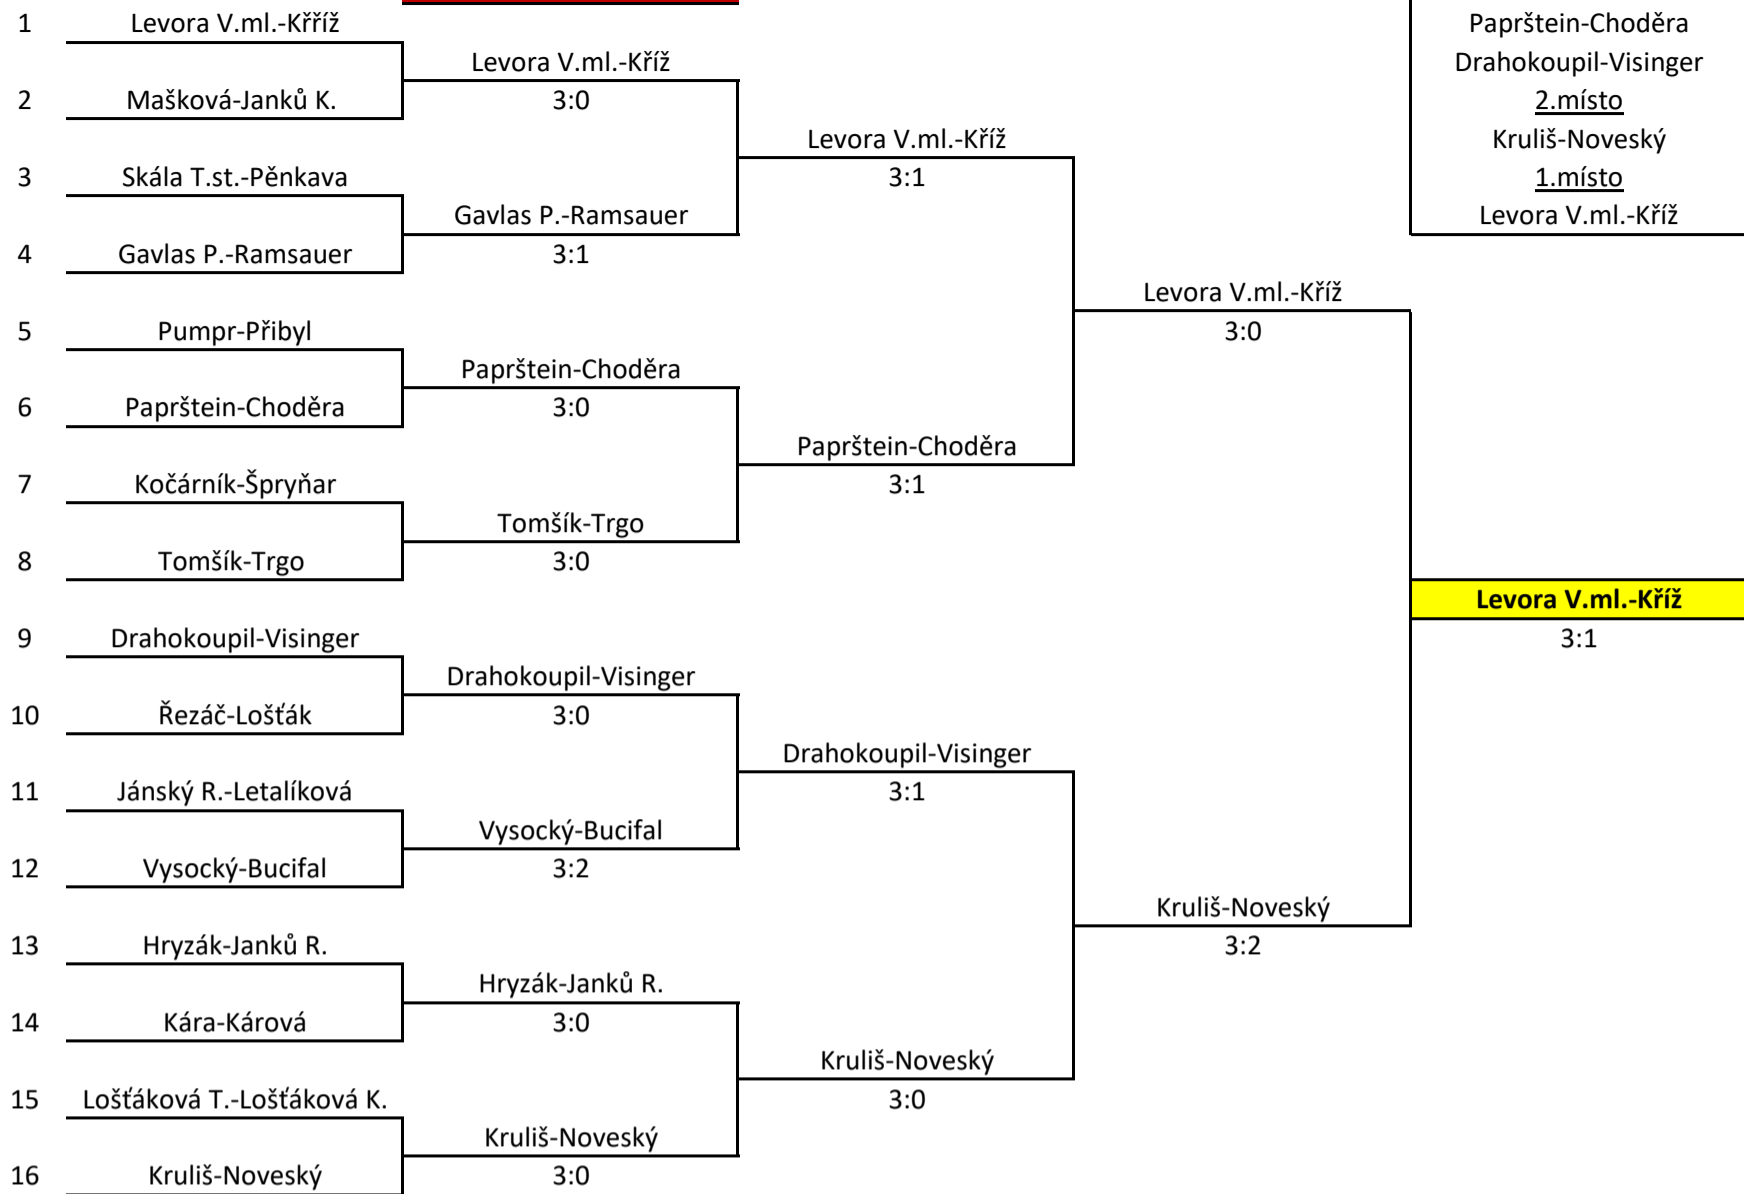 1 Levora V.ml.-Křříž Paprštein-Choděra
Levora V.ml.-Kříž Drahokoupil-Visinger
2 Mašková-Janků K. 3:0 2.místo
Levora V.ml.-Kříž Kruliš-Noveský
3 Skála T.st.-Pěnkava 3:1 1.místo
Gavlas P.-Ramsauer Levora V.ml.-Kříž
4 Gavlas P.-Ramsauer 3:1
Levora V.ml.-Kříž
5 Pumpr-Přibyl 3:0
Paprštein-Choděra
6 Paprštein-Choděra 3:0
Paprštein-Choděra
7 Kočárník-Špryňar 3:1
Tomšík-Trgo
8 Tomšík-Trgo 3:0
Levora V.ml.-Kříž
9 Drahokoupil-Visinger 3:1
Drahokoupil-Visinger
10 Řezáč-Lošťák 3:0
Drahokoupil-Visinger
11 Jánský R.-Letalíková 3:1
Vysocký-Bucifal
12 Vysocký-Bucifal 3:2
Kruliš-Noveský
13 Hryzák-Janků R. 3:2
Hryzák-Janků R.
14 Kára-Kárová 3:0
Kruliš-Noveský
15 Lošťáková T.-Lošťáková K. 3:0
Kruliš-Noveský
16 Kruliš-Noveský 3:0